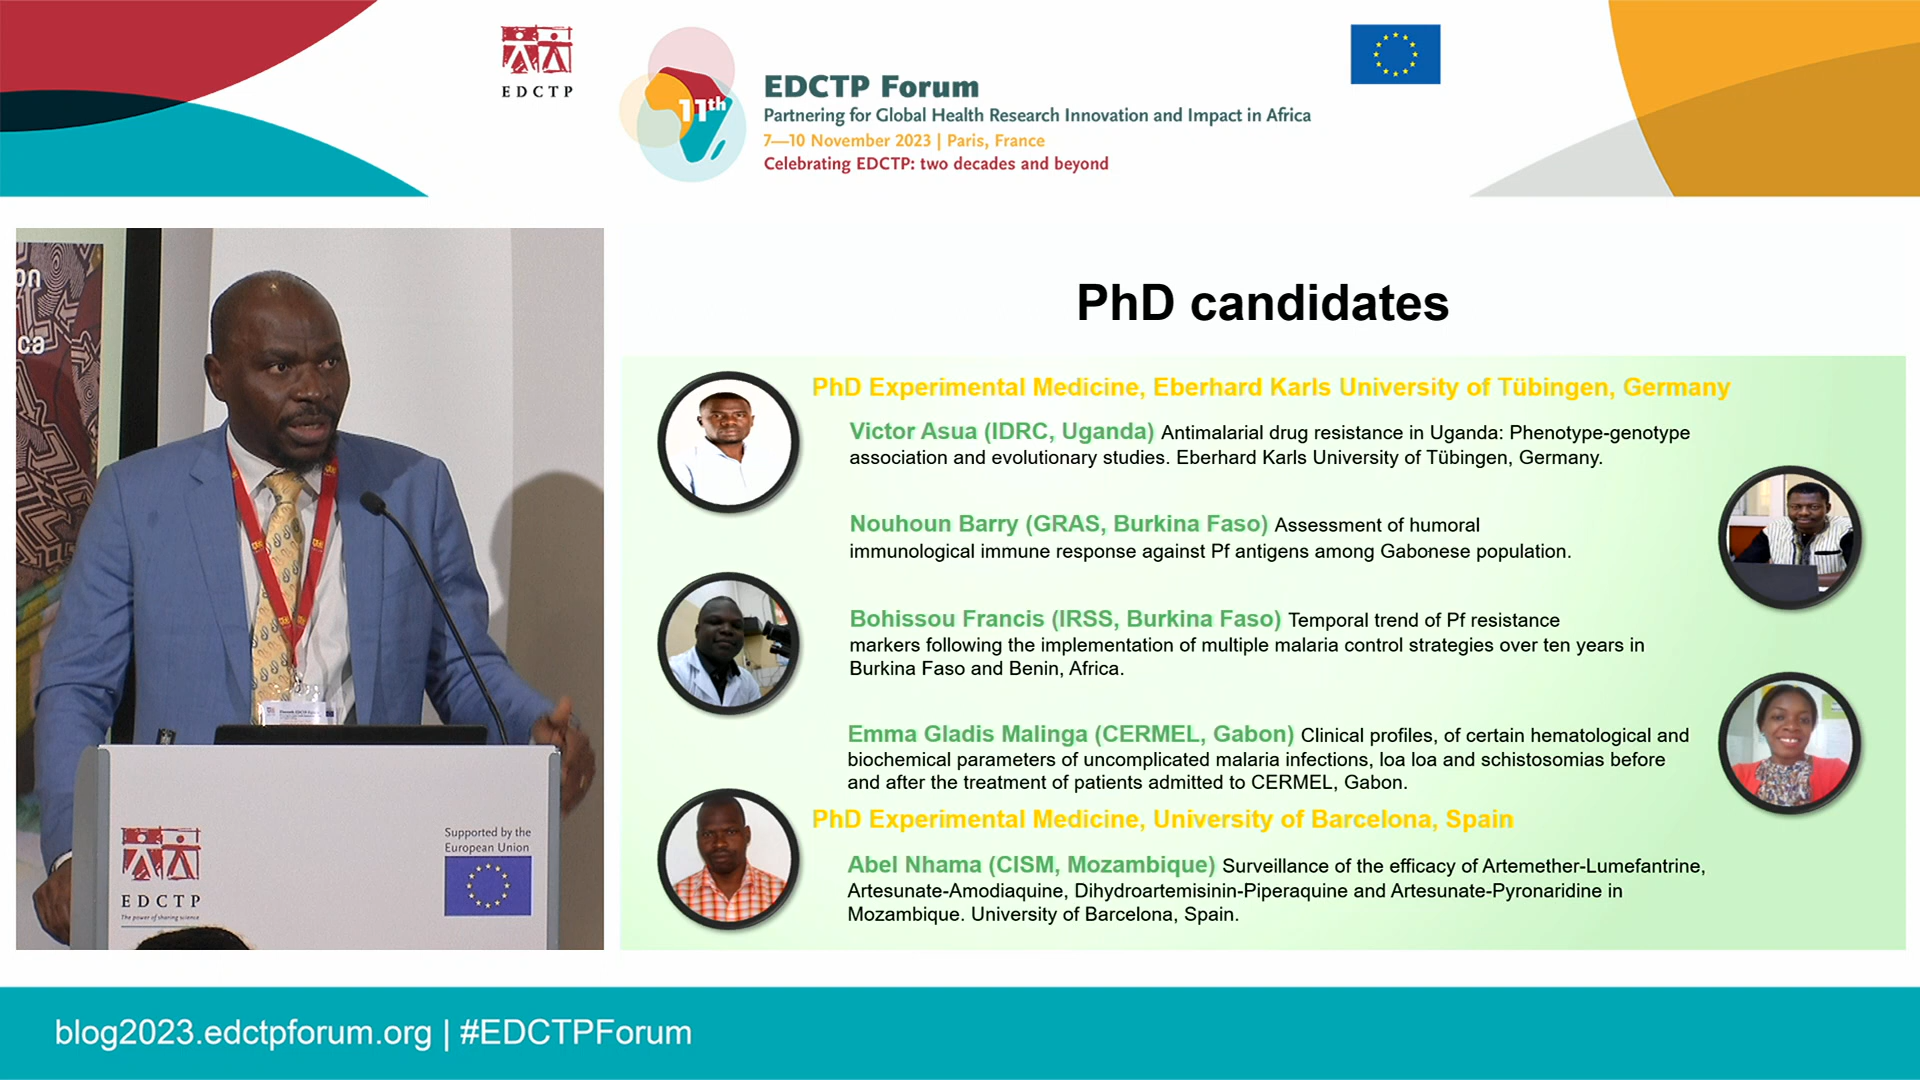 EDCTP
11th
EDCTP Forum
Partnering for Global Health Research Innovation and Impact in Africa
7—10 November 2023 | Paris, France
Celebrating EDCTP: two decades and beyond
on
ca
Supported by the
European Union
EDCTP
The power of sharing science
PhD candidates
PhD Experimental Medicine, Eberhard Karls University of Tübingen, Germany
Victor Asua (IDRC, Uganda) Antimalarial drug resistance in Uganda: Phenotype-genotype
association and evolutionary studies. Eberhard Karls University of Tübingen, Germany.
Nouhoun Barry (GRAS, Burkina Faso) Assessment of humoral
immunological immune response against Pf antigens among Gabonese population.
Bohissou Francis (IRSS, Burkina Faso) Temporal trend of Pf resistance
markers following the implementation of multiple malaria control strategies over ten years in
Burkina Faso and Benin, Africa.
Emma Gladis Malinga (CERMEL, Gabon) Clinical profiles, of certain hematological and
biochemical parameters of uncomplicated malaria infections, loa loa and schistosomias before
and after the treatment of patients admitted to CERMEL, Gabon.
PhD Experimental Medicine, University of Barcelona, Spain
Abel Nhama (CISM, Mozambique) Surveillance of the efficacy of Artemether-Lumefantrine,
Artesunate-Amodiaquine, Dihydroartemisinin-Piperaquine and Artesunate-Pyronaridine in
Mozambique. University of Barcelona, Spain.
blog2023.edctpforum.org | #EDCTPForum